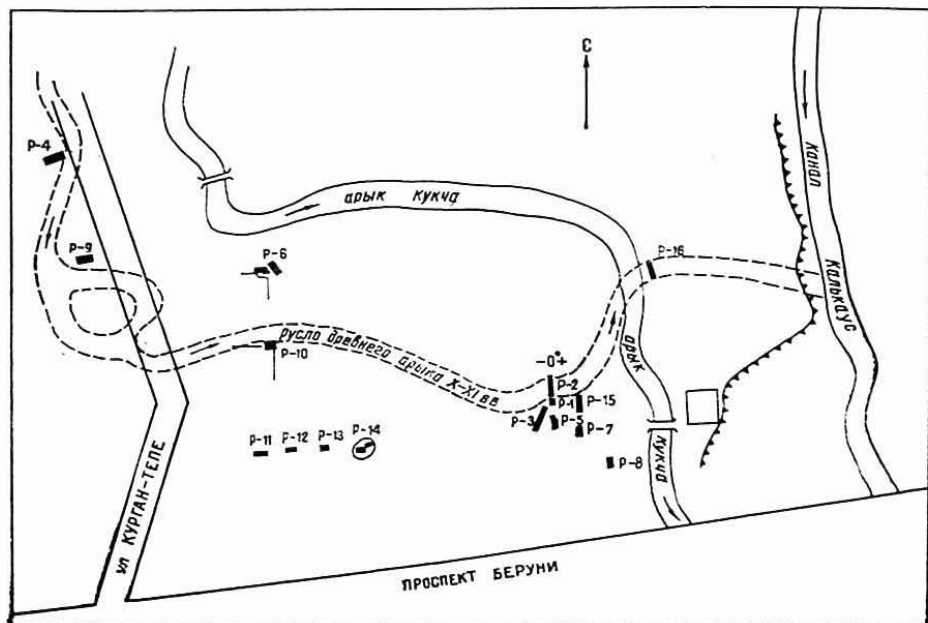 С
Р-4
Р-9
Р-6
Р-10
Р-11
Р-12
Р-13
Р-14
арык Кукча
русло древнего арыка X-XI вв
-0°+
Р-2
Р-1
Р-15
Р-3
Р-5
Р-7
Р-8
Р-16
арык
Кукча
Канал
Калькаус
ул КУРГАН-ТЕПЕ
ПРОСПЕКТ БЕРУНИ